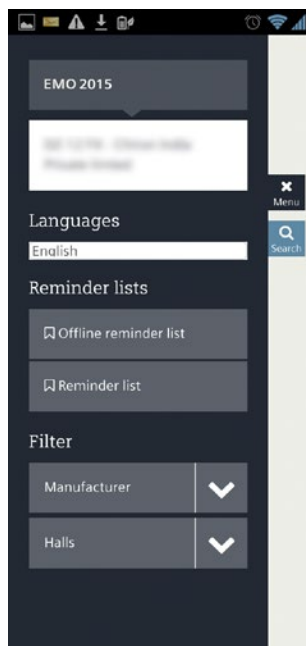 EMO 2015
Menu
Languages
Search
English
Reminder lists
Offline reminder list
Reminder list
Filter
Manufacturer
Halls